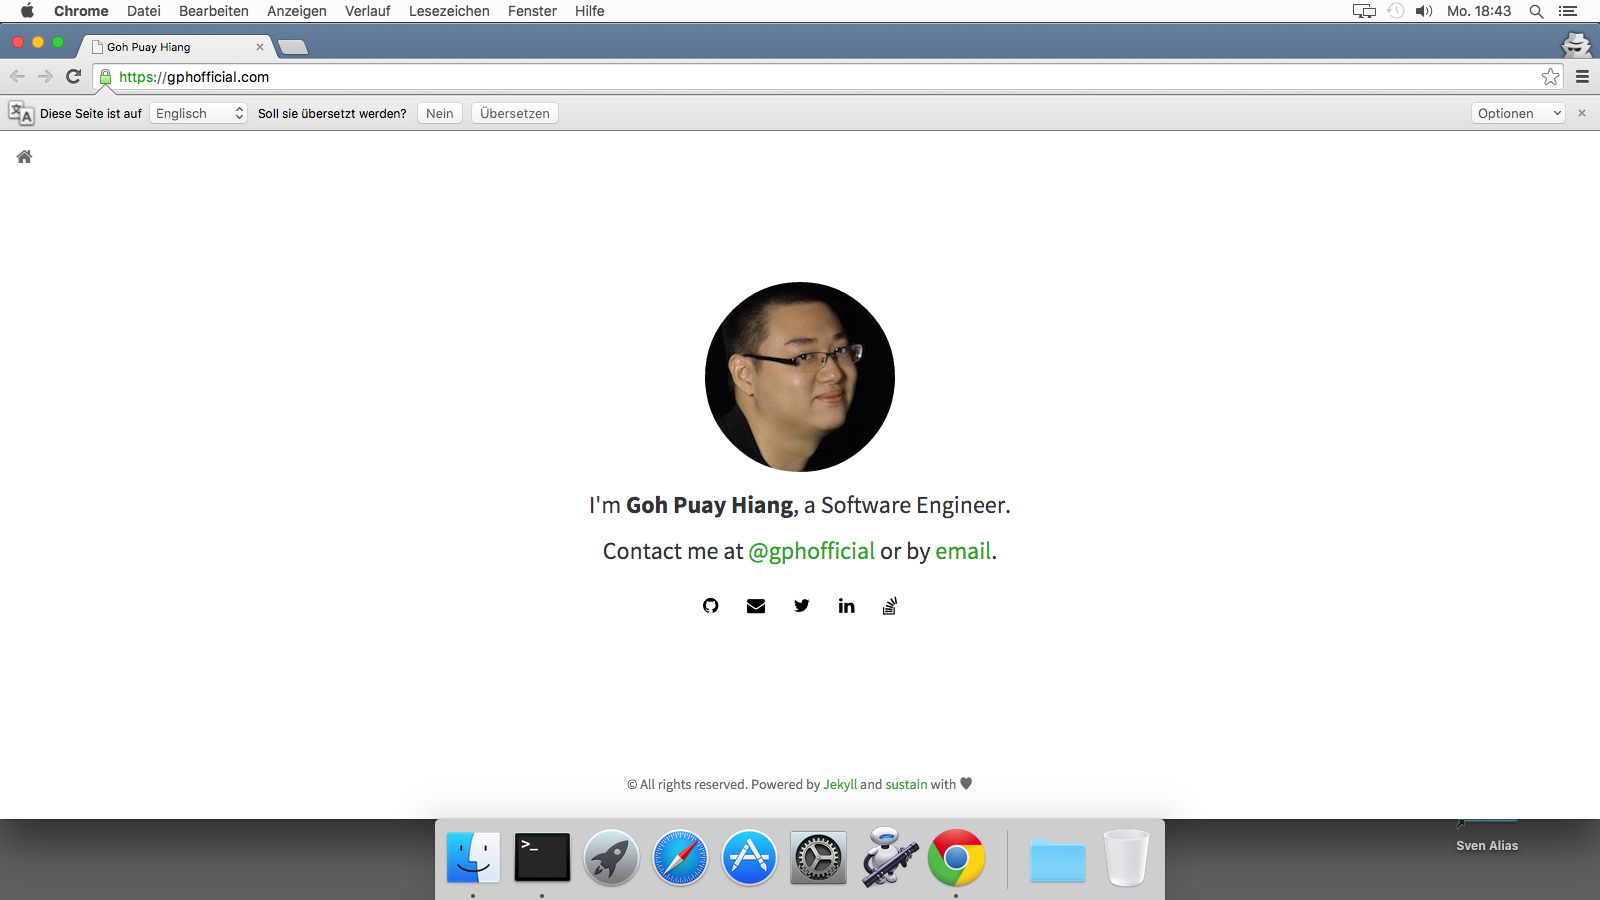 Chrome Datei Bearbeiten Anzeigen Verlauf Lesezeichen Fenster Hilfe Mo. 18:43
Goh Puay Hiang
https://gphofficial.com
Diese Seite ist auf Englisch Soll sie übersetzt werden? Nein Übersetzen Optionen
I'm Goh Puay Hiang, a Software Engineer.
Contact me at @gphofficial or by email.
© All rights reserved. Powered by Jekyll and sustain with
Sven Alias